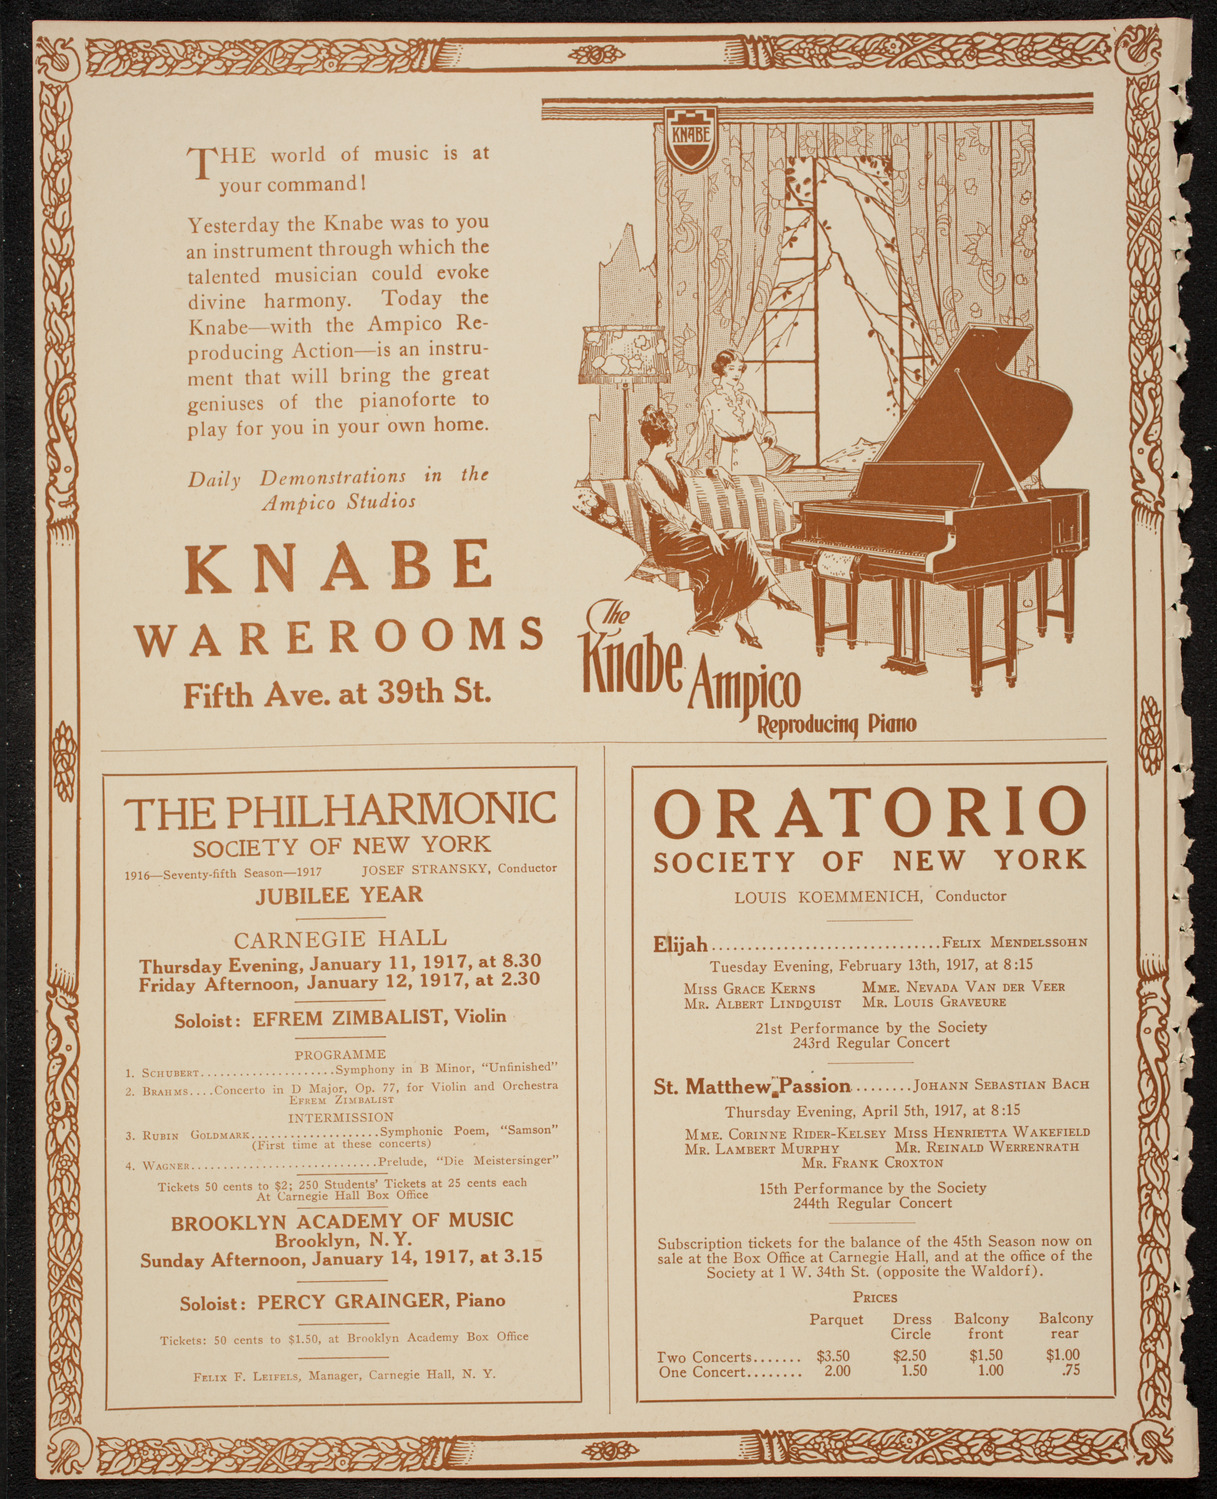 THE world of music is at
your command!
Yesterday the Knabe was to you
an instrument through which the
talented musician could evoke
divine harmony. Today the
Knabe—with the Ampico Re-
producing Action—is an instru-
ment that will bring the great
geniuses of the pianoforte to
play for you in your own home.
Daily Demonstrations in the
Ampico Studios
KNABE
WAREROOMS
Fifth Ave. at 39th St.
KNABE
The
Knabe Ampico
Reproducing Piano
THE PHILHARMONIC
SOCIETY OF NEW YORK
1916—Seventy-fifth Season—1917 JOSEF STRANSKY, Conductor
JUBILEE YEAR
CARNEGIE HALL
Thursday Evening, January 11, 1917, at 8.30
Friday Afternoon, January 12, 1917, at 2.30
Soloist: EFREM ZIMBALIST, Violin
PROGRAMME
1. SCHUBERT....................Symphony in B Minor, "Unfinished"
2. BRAHMS....Concerto in D Major, Op. 77, for Violin and Orchestra
EFREM ZIMBALIST
INTERMISSION
3. RUBIN GOLDMARK..................Symphonic Poem, "Samson"
(First time at these concerts)
4. WAGNER............................Prelude, "Die Meistersinger"
Tickets 50 cents to $2; 250 Students' Tickets at 25 cents each
At Carnegie Hall Box Office
BROOKLYN ACADEMY OF MUSIC
Brooklyn, N. Y.
Sunday Afternoon, January 14, 1917, at 3.15
Soloist: PERCY GRAINGER, Piano
Tickets: 50 cents to $1.50, at Brooklyn Academy Box Office
FELIX F. LEIFELS, Manager, Carnegie Hall, N. Y.
ORATORIO
SOCIETY OF NEW YORK
LOUIS KOEMMENICH, Conductor
Elijah................................FELIX MENDELSSOHN
Tuesday Evening, February 13th, 1917, at 8:15
MISS GRACE KERNS MME. NEVADA VAN DER VEER
MR. ALBERT LINDQUIST MR. LOUIS GRAVEURE
21st Performance by the Society
243rd Regular Concert
St. Matthew Passion........JOHANN SEBASTIAN BACH
Thursday Evening, April 5th, 1917, at 8:15
MME. CORINNE RIDER-KELSEY MISS HENRIETTA WAKEFIELD
MR. LAMBERT MURPHY MR. REINALD WERRENRATH
MR. FRANK CROXTON
15th Performance by the Society
244th Regular Concert
Subscription tickets for the balance of the 45th Season now on
sale at the Box Office at Carnegie Hall, and at the office of the
Society at 1 W. 34th St. (opposite the Waldorf).
PRICES
Parquet Dress Balcony Balcony
Circle front rear
Two Concerts....... $3.50 $2.50 $1.50 $1.00
One Concert........ 2.00 1.50 1.00 .75